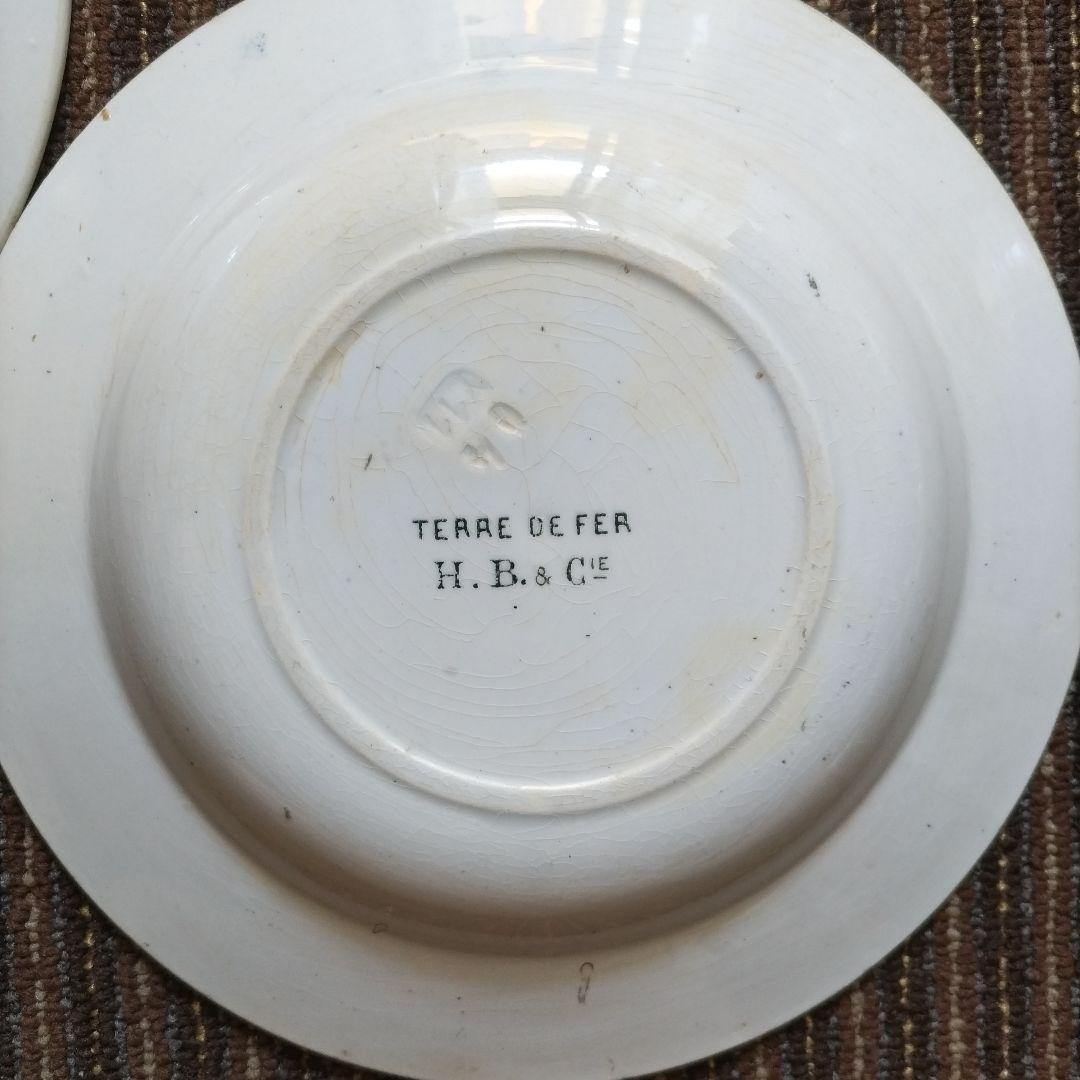 TERRE DE FER
H. B. & CIE